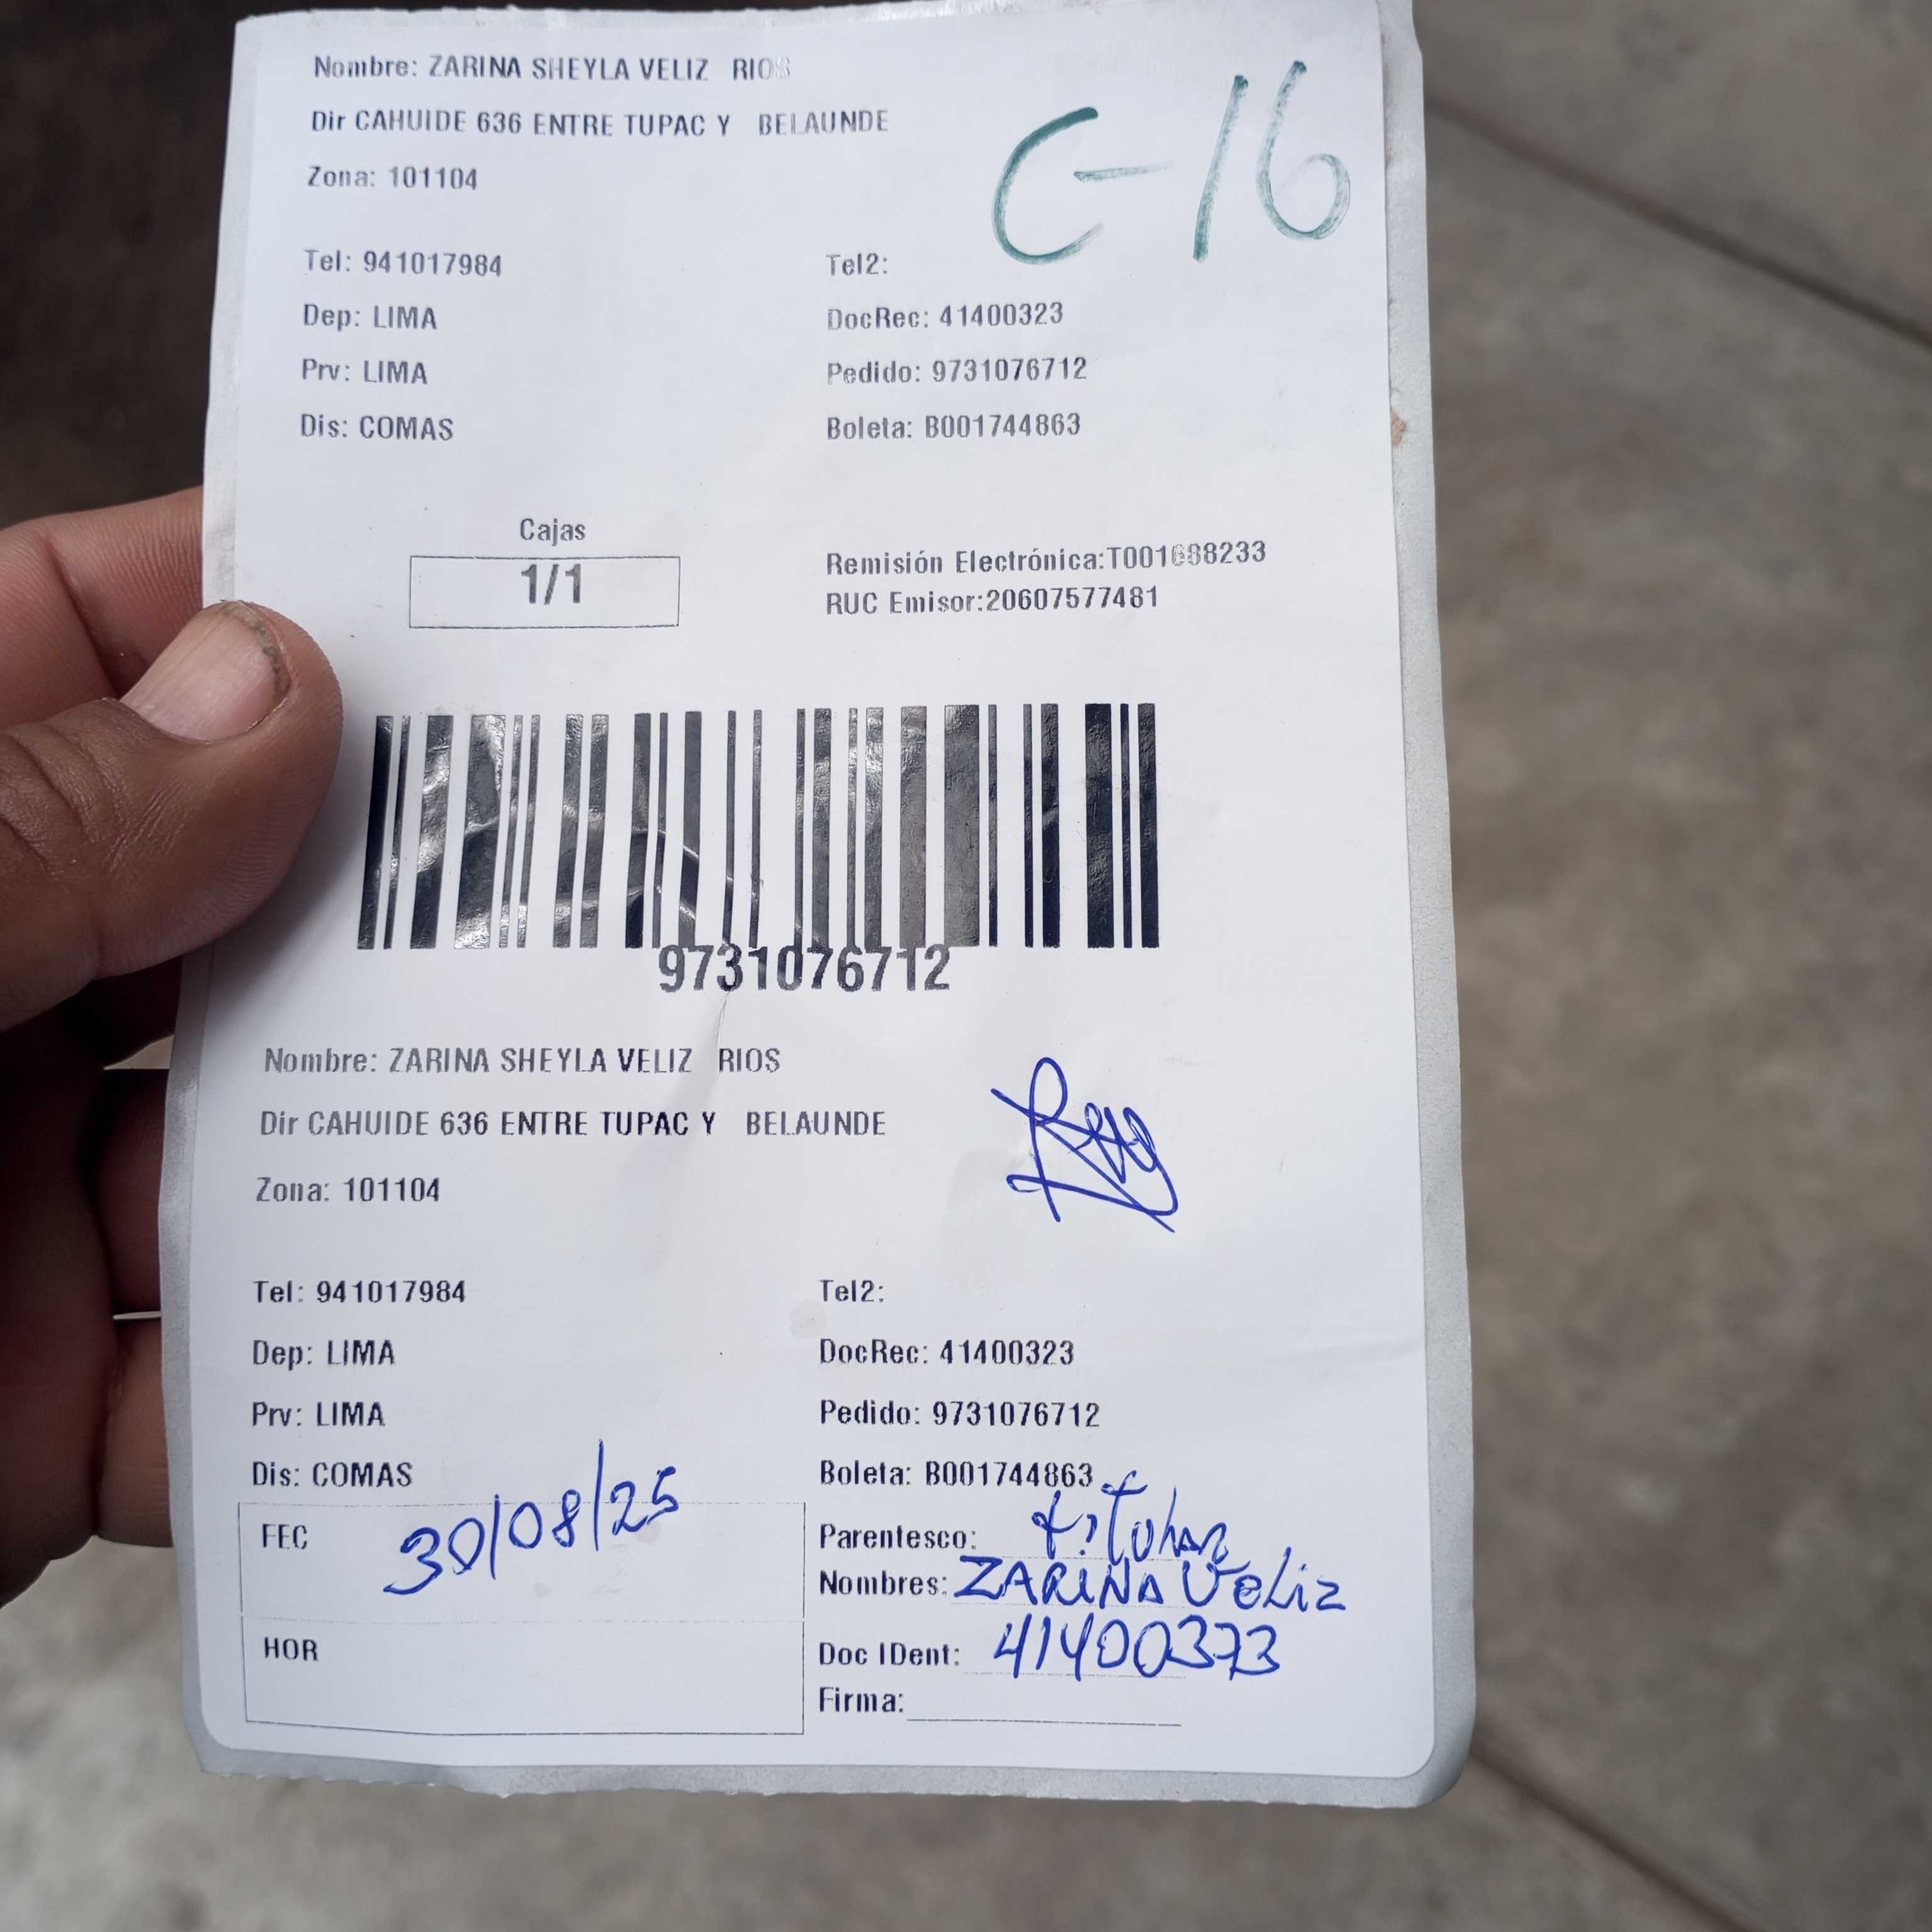 Nombre: ZARINA SHEYLA VELIZ RIOS
Dir CAHUIDE 636 ENTRE TUPAC Y BELAUNDE
C-16
Zona: 101104
Tel: 941017984 Tel2:
Dep: LIMA DocRec: 41400323
Prv: LIMA Pedido: 9731076712
Dis: COMAS Boleta: B001744863
Cajas
1/1
Remisión Electrónica:T001688233
RUC Emisor:20607577481
9731076712
Nombre: ZARINA SHEYLA VELIZ RIOS
Dir CAHUIDE 636 ENTRE TUPAC Y BELAUNDE
Zona: 101104
Tel: 941017984 Tel2:
Dep: LIMA DocRec: 41400323
Prv: LIMA Pedido: 9731076712
Dis: COMAS Boleta: B001744863
FEC 30/08/25
Parentesco: titular
Nombres: ZARINA Veliz
HOR
Doc IDent: 41400373
Firma: